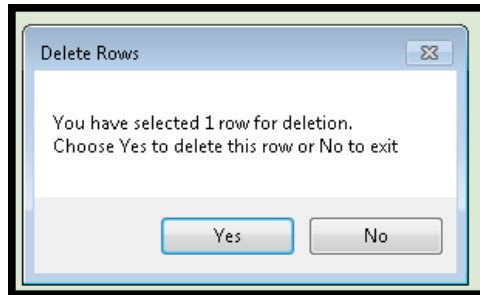 Delete Rows
You have selected 1 row for deletion.
Choose Yes to delete this row or No to exit
Yes
No